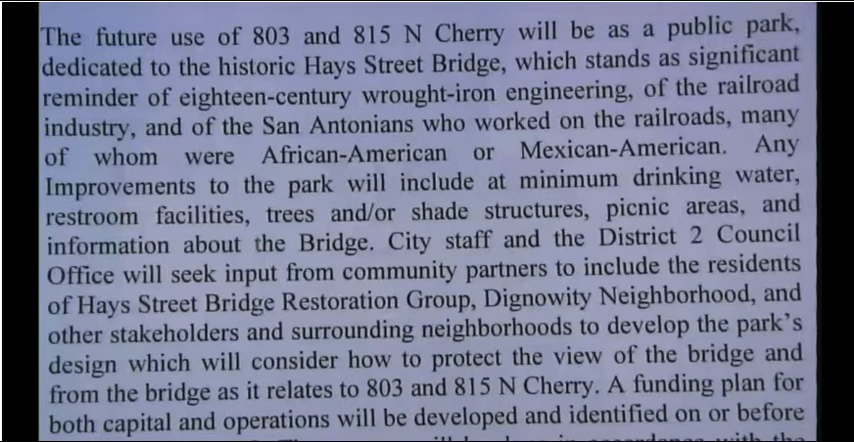 The future use of 803 and 815 N Cherry will be as a public park,
dedicated to the historic Hays Street Bridge, which stands as significant
reminder of eighteen-century wrought-iron engineering, of the railroad
industry, and of the San Antonians who worked on the railroads, many
of whom were African-American or Mexican-American. Any
Improvements to the park will include at minimum drinking water,
restroom facilities, trees and/or shade structures, picnic areas, and
information about the Bridge. City staff and the District 2 Council
Office will seek input from community partners to include the residents
of Hays Street Bridge Restoration Group, Dignowity Neighborhood, and
other stakeholders and surrounding neighborhoods to develop the park's
design which will consider how to protect the view of the bridge and
from the bridge as it relates to 803 and 815 N Cherry. A funding plan for
both capital and operations will be developed and identified on or before
in accordance with the